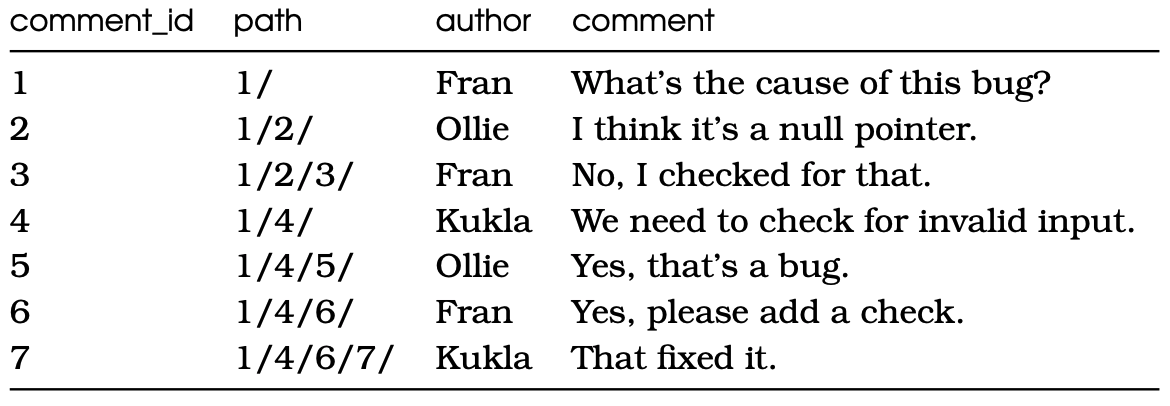 comment_id path author comment
1 1/ Fran What’s the cause of this bug?
2 1/2/ Ollie I think it’s a null pointer.
3 1/2/3/ Fran No, I checked for that.
4 1/4/ Kukla We need to check for invalid input.
5 1/4/5/ Ollie Yes, that’s a bug.
6 1/4/6/ Fran Yes, please add a check.
7 1/4/6/7/ Kukla That fixed it.